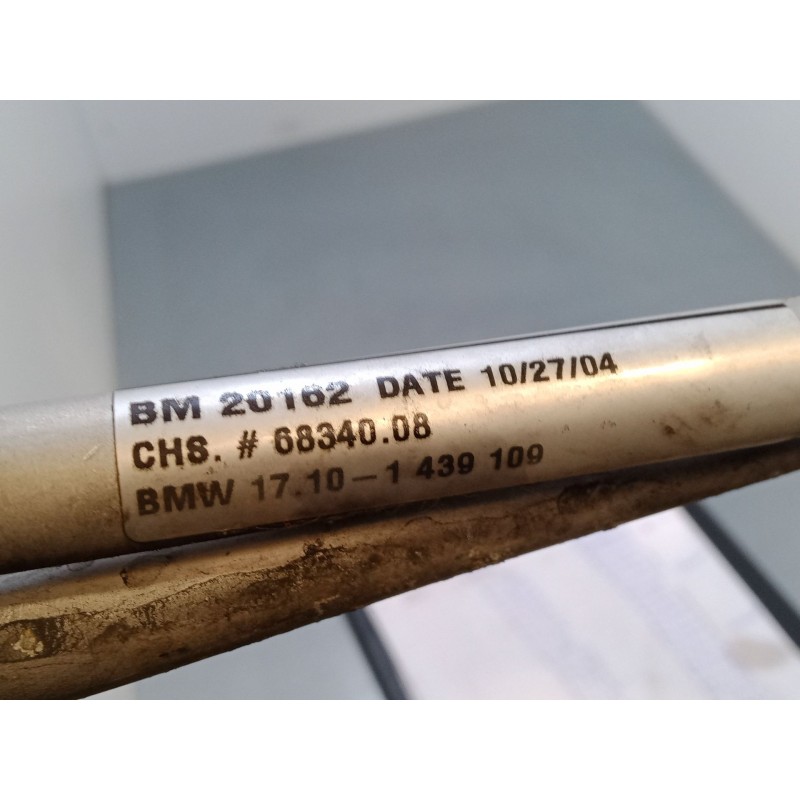 BM 20162 DATE 10/27/04
CHS. # 68340.08
BMW 17.10-1 439 109